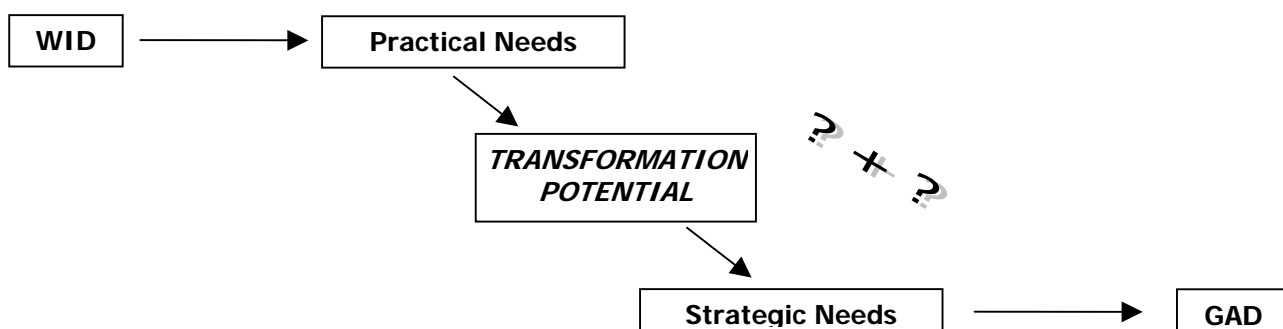 WID
Practical Needs
TRANSFORMATION
POTENTIAL
? + ?
Strategic Needs
GAD